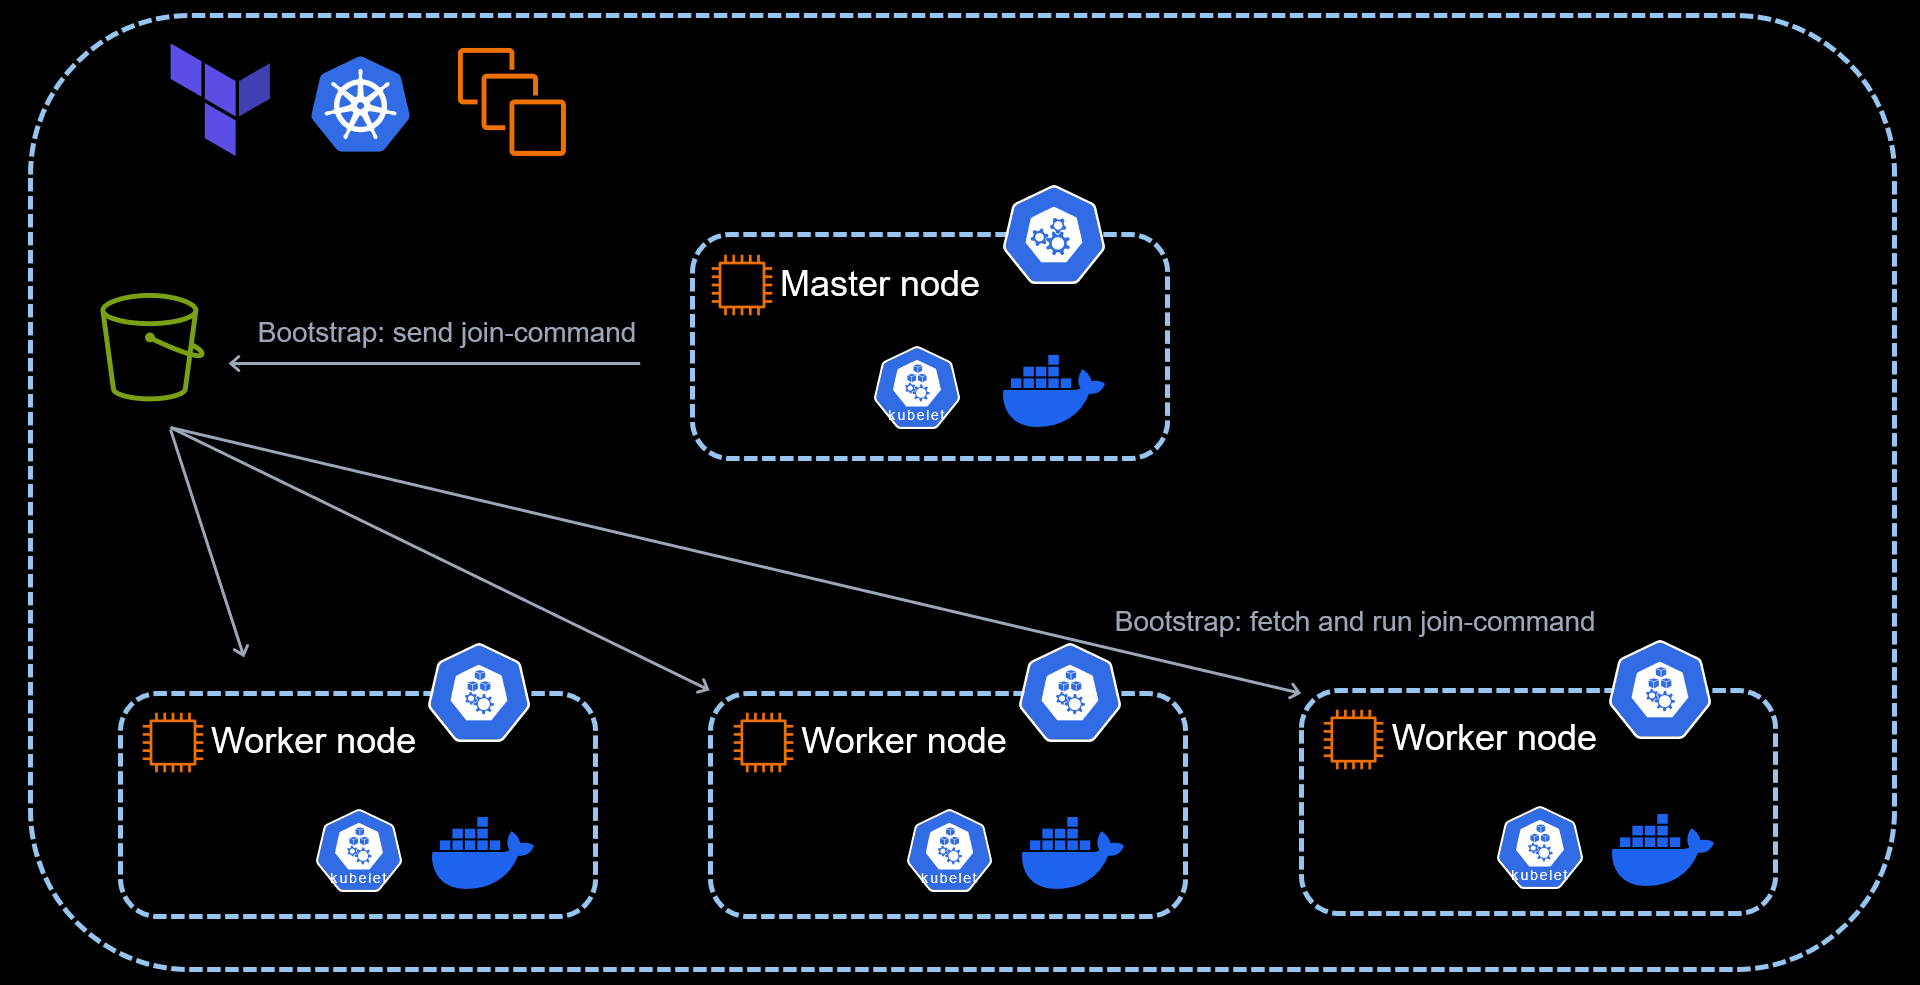 Master node
Bootstrap: send join-command
kubelet
Bootstrap: fetch and run join-command
Worker node
Worker node
Worker node
kubelet
kubelet
kubelet